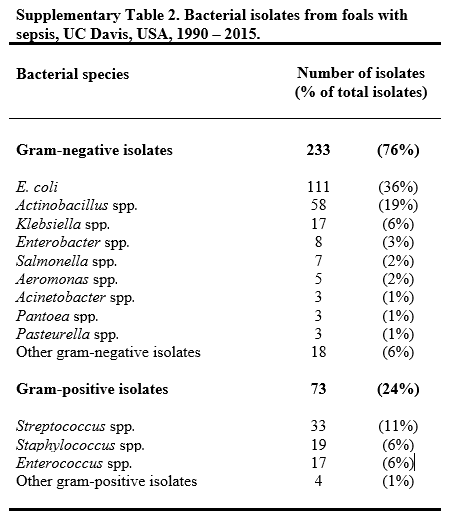 Supplementary Table 2. Bacterial isolates from foals with
sepsis, UC Davis, USA, 1990 – 2015.
Bacterial species Number of isolates
(% of total isolates)
Gram-negative isolates 233 (76%)
E. coli 111 (36%)
Actinobacillus spp. 58 (19%)
Klebsiella spp. 17 (6%)
Enterobacter spp. 8 (3%)
Salmonella spp. 7 (2%)
Aeromonas spp. 5 (2%)
Acinetobacter spp. 3 (1%)
Pantoea spp. 3 (1%)
Pasteurella spp. 3 (1%)
Other gram-negative isolates 18 (6%)
Gram-positive isolates 73 (24%)
Streptococcus spp. 33 (11%)
Staphylococcus spp. 19 (6%)
Enterococcus spp. 17 (6%)
Other gram-positive isolates 4 (1%)